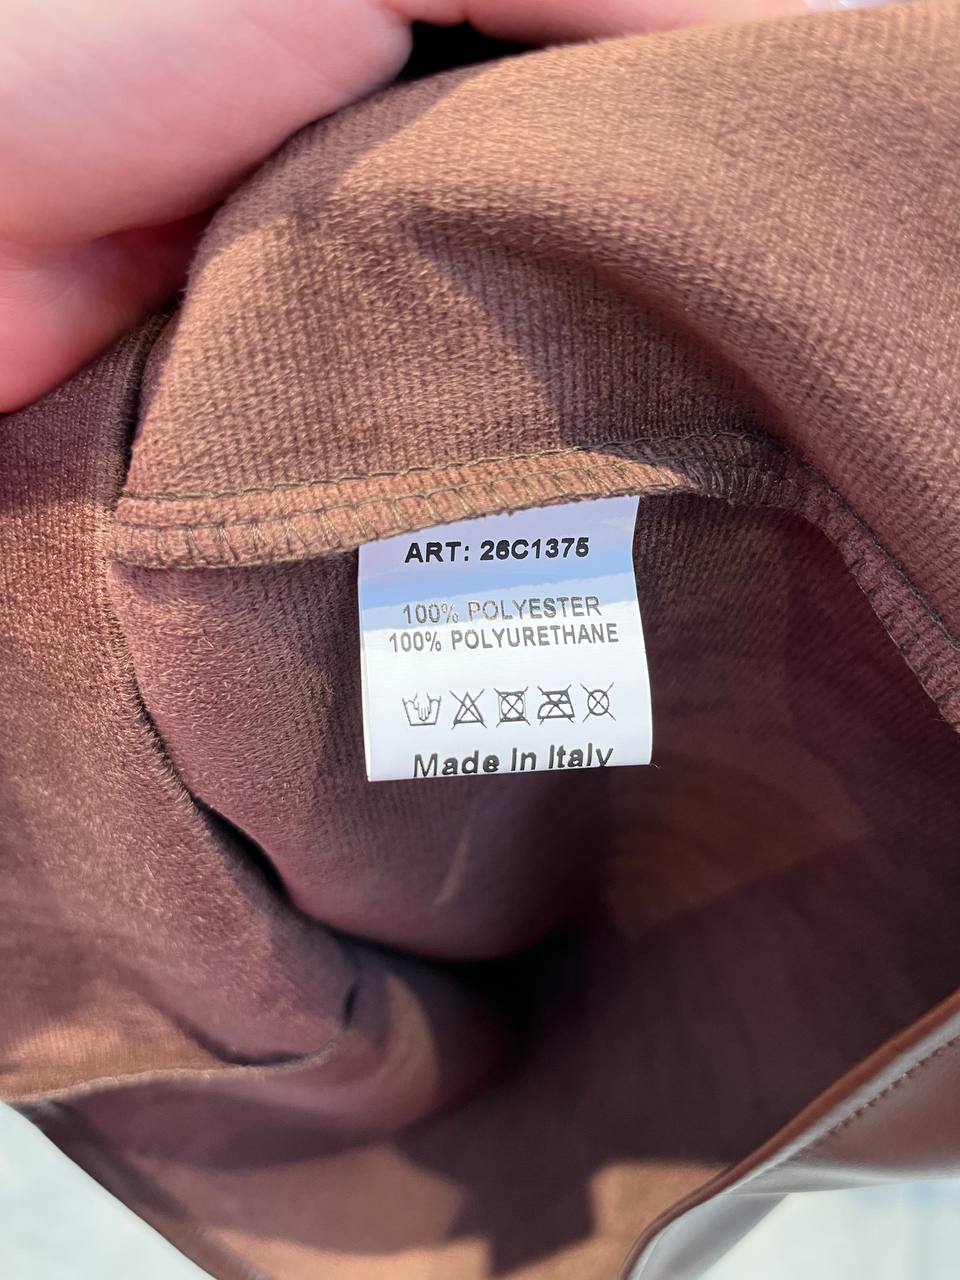 ART: 26C1375
100% POLYESTER
100% POLYURETHANE
Made In Italy